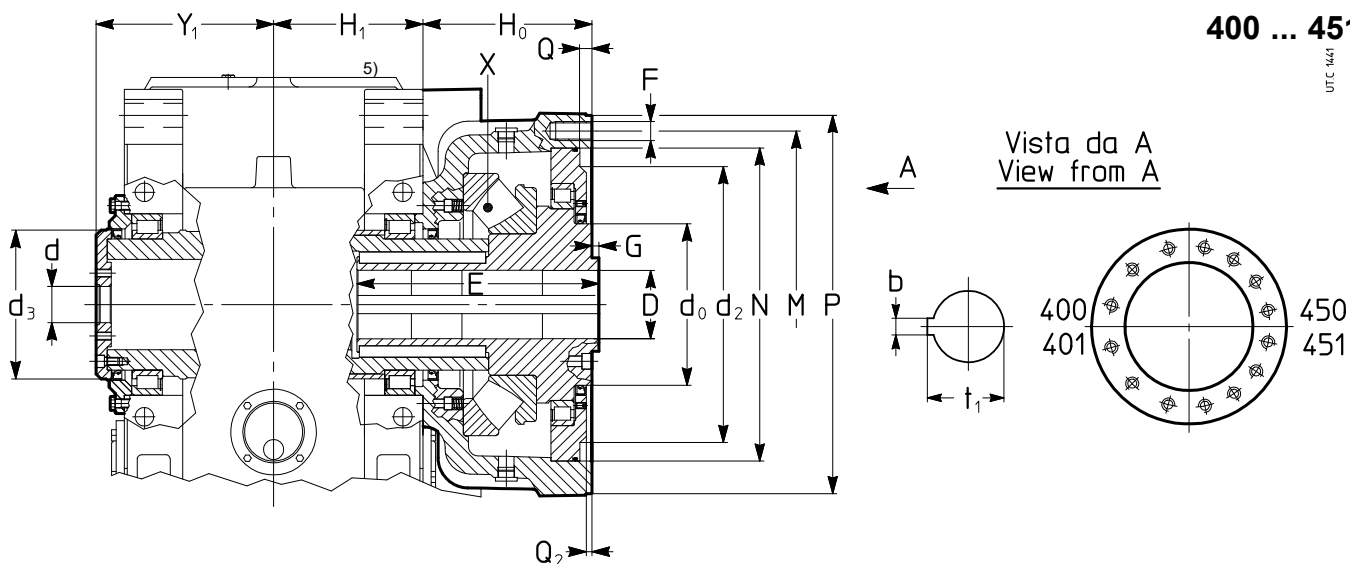 Y₁ H₁ H₀
400 ... 451
UT.C 1441
Q
5)
X
F
Vista da A
View from A
A
d
G
d₃
E
D d₀ d₂ N M P
b
400
401
450
451
t₁
Q₂